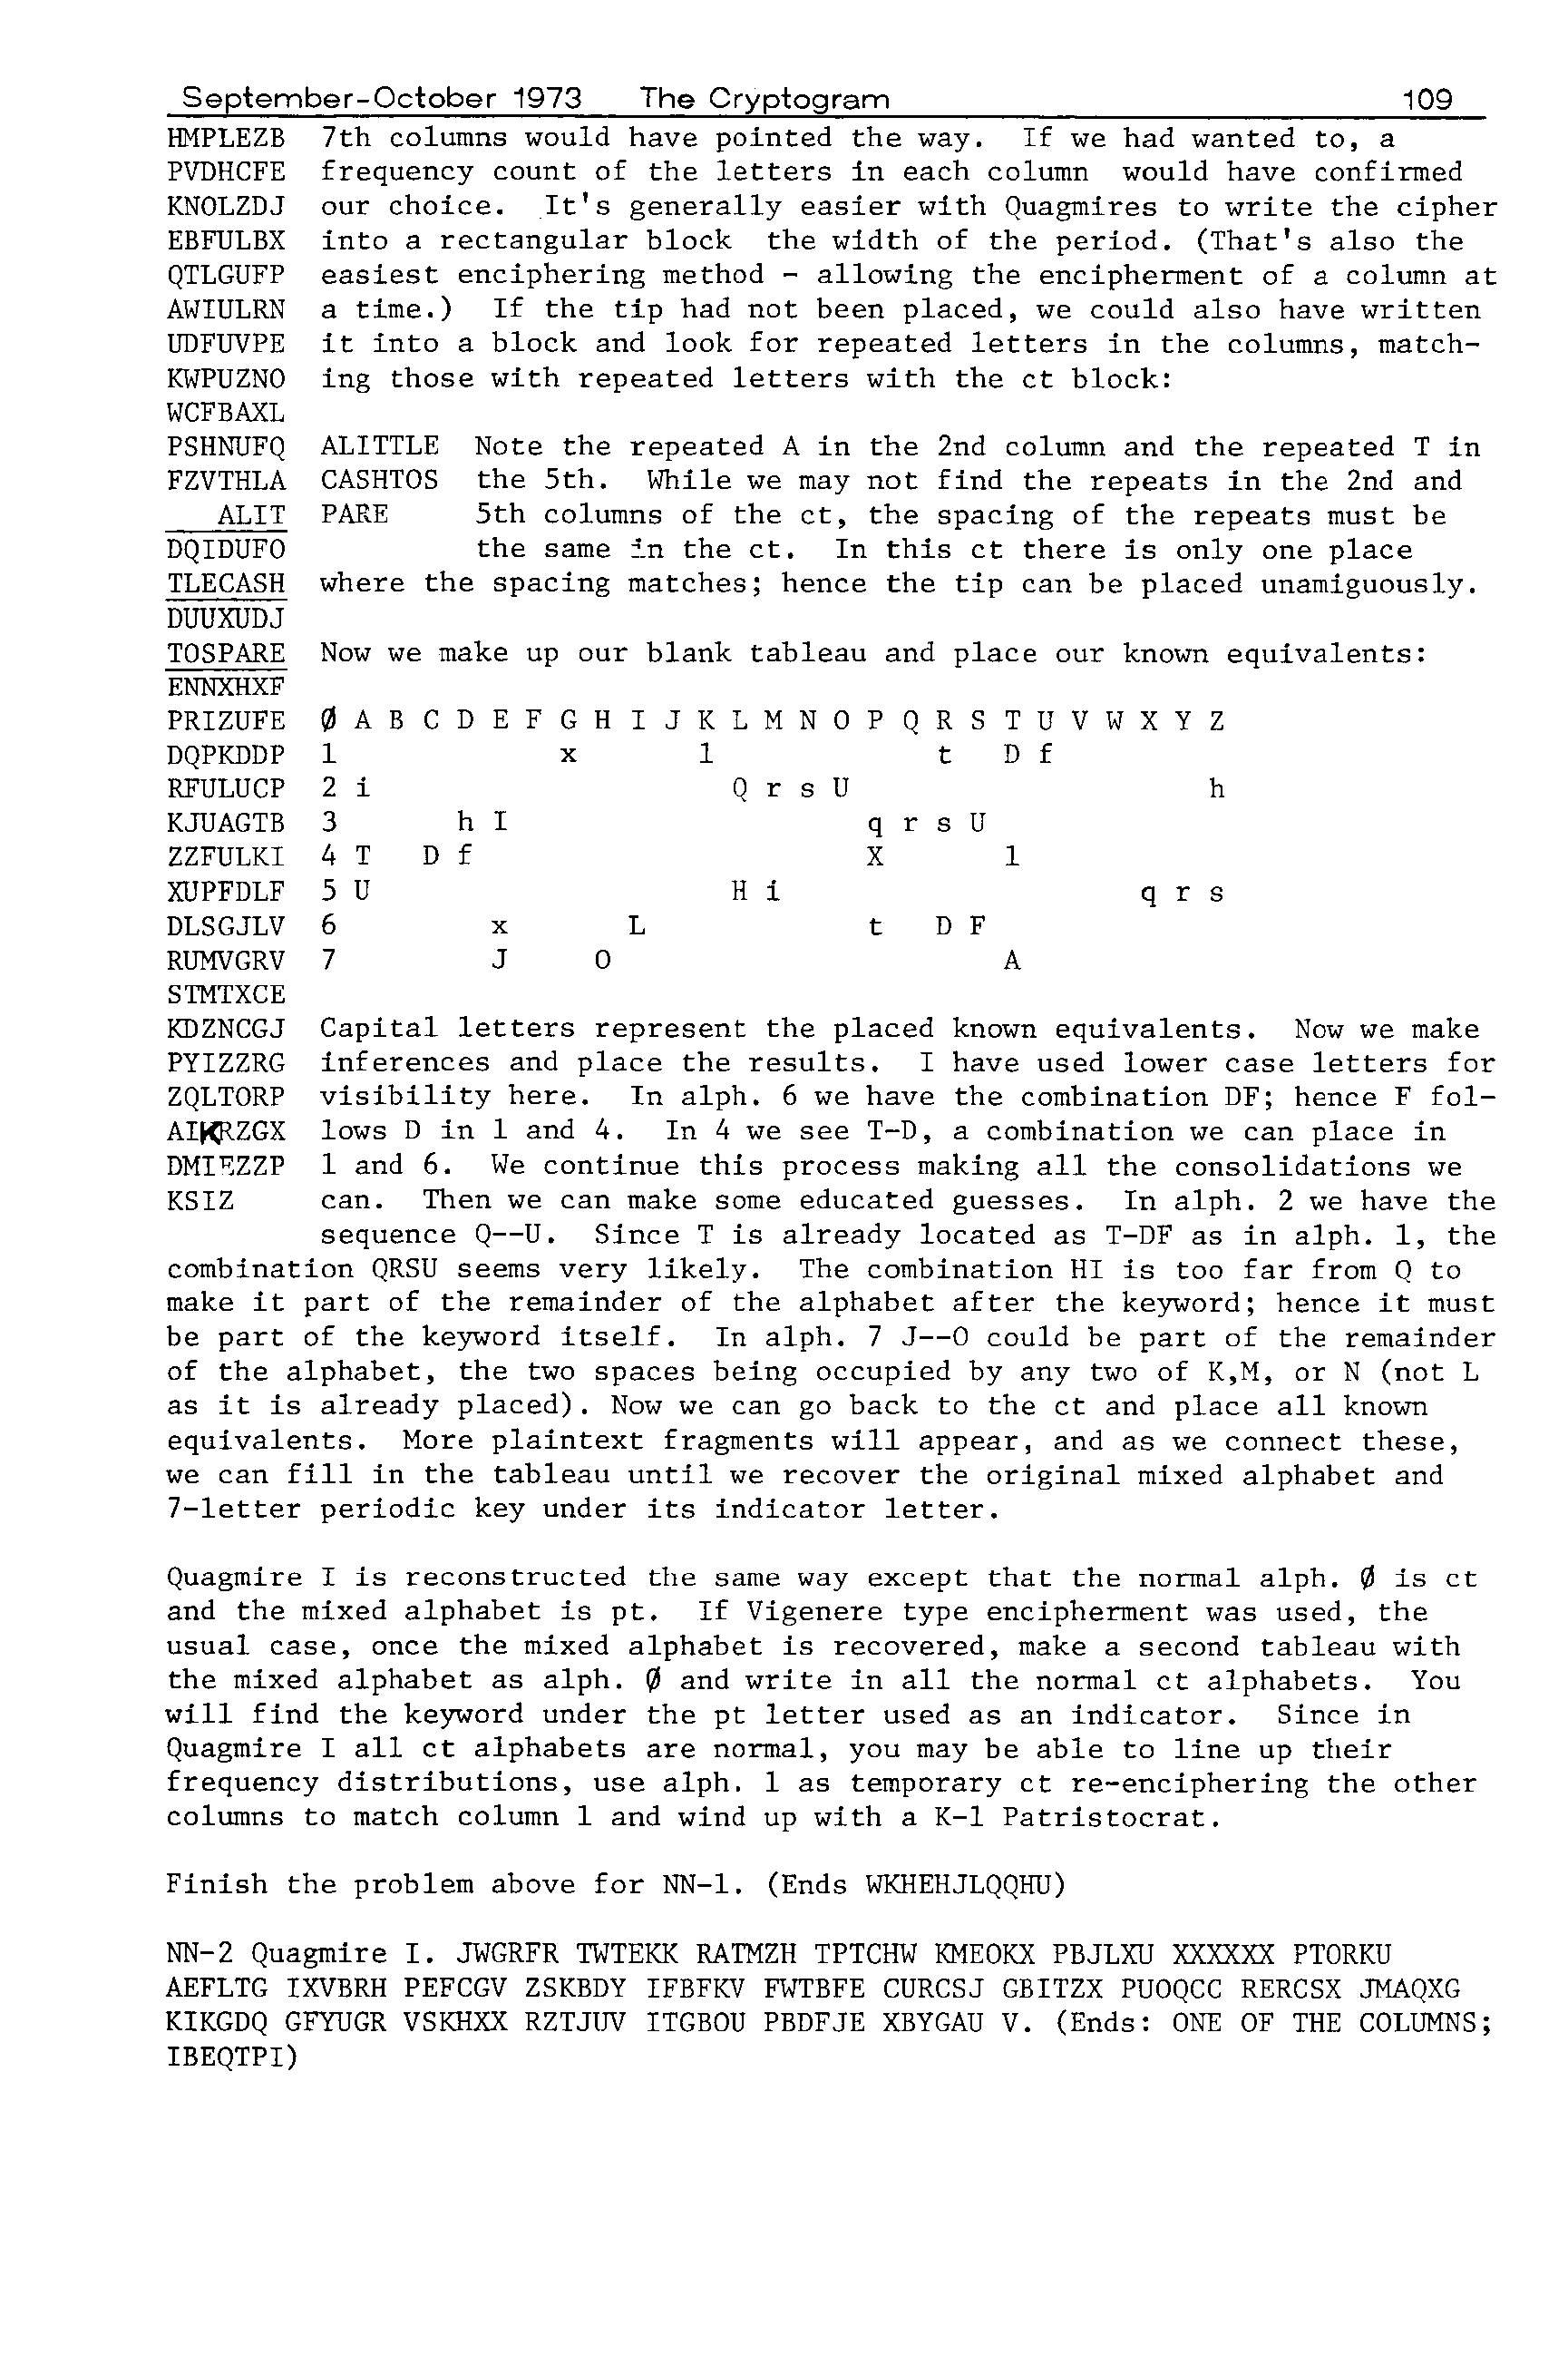 September-October 1973 The Cryptogram 109
HMPLEZB 7th columns would have pointed the way. If we had wanted to, a
PVDHCFE frequency count of the letters in each column would have confirmed
KNOLZDJ our choice. It's generally easier with Quagmires to write the cipher
EBFULBX into a rectangular block the width of the period. (That's also the
QTLGUFP easiest enciphering method - allowing the encipherment of a column at
AWIULRN a time.) If the tip had not been placed, we could also have written
UDFUVPE it into a block and look for repeated letters in the columns, match-
KWPUZNO ing those with repeated letters with the ct block:
WCFBAXL
PSHNUFQ ALITTLE Note the repeated A in the 2nd column and the repeated T in
FZVTHLA CASHTOS the 5th. While we may not find the repeats in the 2nd and
ALIT PARE 5th columns of the ct, the spacing of the repeats must be
DQIDUFO the same in the ct. In this ct there is only one place
TLECASH where the spacing matches; hence the tip can be placed unamiguously.
DUUXUDJ
TOSPARE Now we make up our blank tableau and place our known equivalents:
ENNXHXF
PRIZUFE Ø A B C D E F G H I J K L M N O P Q R S T U V W X Y Z
DQPKDDP 1 x l t D f
RFULUCP 2 i Q r s U h
KJUAGTB 3 h I q r s U
ZZFULKI 4 T D f X l
XUPFDLF 5 U H i q r s
DLSGJLV 6 x L t D F
RUMVGRV 7 J O A
STMTXCE
KDZNCGJ Capital letters represent the placed known equivalents. Now we make
PYIZZRG inferences and place the results. I have used lower case letters for
ZQLTORP visibility here. In alph. 6 we have the combination DF; hence F fol-
AIKRZGX lows D in 1 and 4. In 4 we see T-D, a combination we can place in
DMIEZZP 1 and 6. We continue this process making all the consolidations we
KSIZ can. Then we can make some educated guesses. In alph. 2 we have the
sequence Q--U. Since T is already located as T-DF as in alph. 1, the
combination QRSU seems very likely. The combination HI is too far from Q to
make it part of the remainder of the alphabet after the keyword; hence it must
be part of the keyword itself. In alph. 7 J--O could be part of the remainder
of the alphabet, the two spaces being occupied by any two of K,M, or N (not L
as it is already placed). Now we can go back to the ct and place all known
equivalents. More plaintext fragments will appear, and as we connect these,
we can fill in the tableau until we recover the original mixed alphabet and
7-letter periodic key under its indicator letter.
Quagmire I is reconstructed the same way except that the normal alph. Ø is ct
and the mixed alphabet is pt. If Vigenere type encipherment was used, the
usual case, once the mixed alphabet is recovered, make a second tableau with
the mixed alphabet as alph. Ø and write in all the normal ct alphabets. You
will find the keyword under the pt letter used as an indicator. Since in
Quagmire I all ct alphabets are normal, you may be able to line up their
frequency distributions, use alph. 1 as temporary ct re-enciphering the other
columns to match column 1 and wind up with a K-1 Patristocrat.
Finish the problem above for NN-1. (Ends WKHEHJLQQHU)
NN-2 Quagmire I. JWGRFR TWTEKK RATMZH TPTCHW KMEOKX PBJLXU XXXXXX PTORKU
AEFLTG IXVBRH PEFCGV ZSKBDY IFBFKV FWTBFE CURCSJ GBITZX PUOQCC RERCSX JMAQXG
KIKGDQ GFYUGR VSKHXX RZTJUV ITGBOU PBDFJE XBYGAU V. (Ends: ONE OF THE COLUMNS;
IBEQTPI)